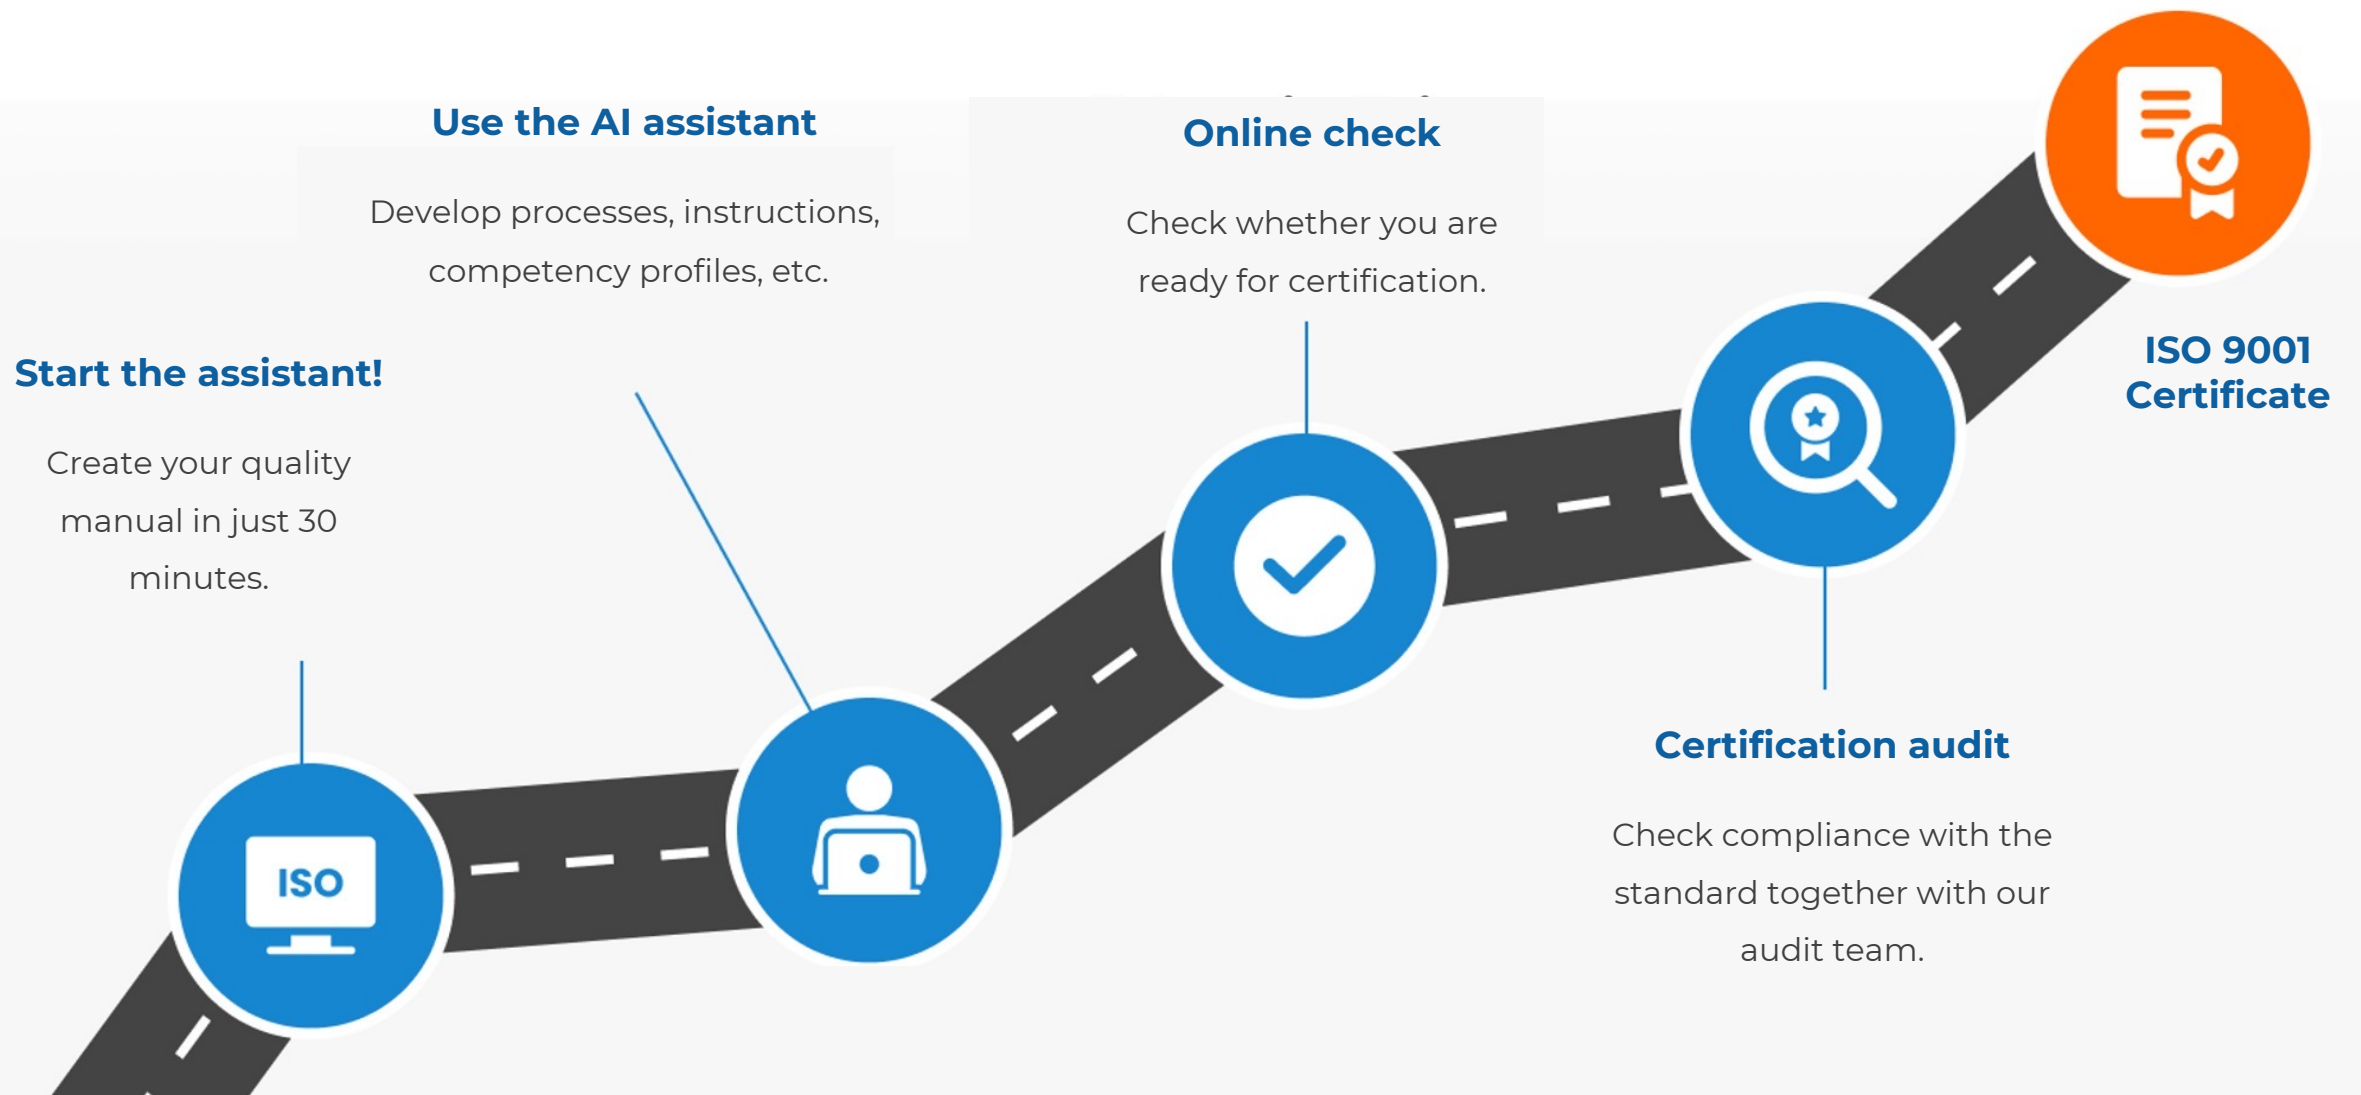 Start the assistant!
Create your quality
manual in just 30
minutes.
ISO
Use the AI assistant
Develop processes, instructions,
competency profiles, etc.
Online check
Check whether you are
ready for certification.
Certification audit
Check compliance with the
standard together with our
audit team.
ISO 9001
Certificate